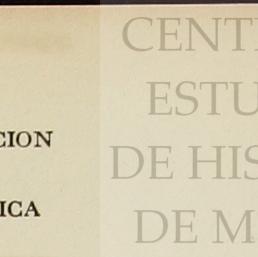 CENT
ESTU
CION
DE HIS
ICA
DE M